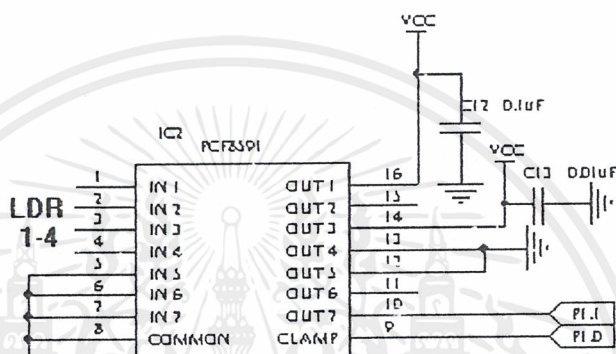 VCC
C12 0.1uF
IC2
PCF8591
VCC
C13 0.01uF
LDR
1-4
1 IN 1 OUT 1 16
2 IN 2 OUT 2 15
3 IN 3 OUT 3 14
4 IN 4 OUT 4 13
5 IN 5 OUT 5 12
6 IN 6 OUT 6 11
7 IN 7 OUT 7 10 P1.1
8 COMMON CLAMP 9 P1.0